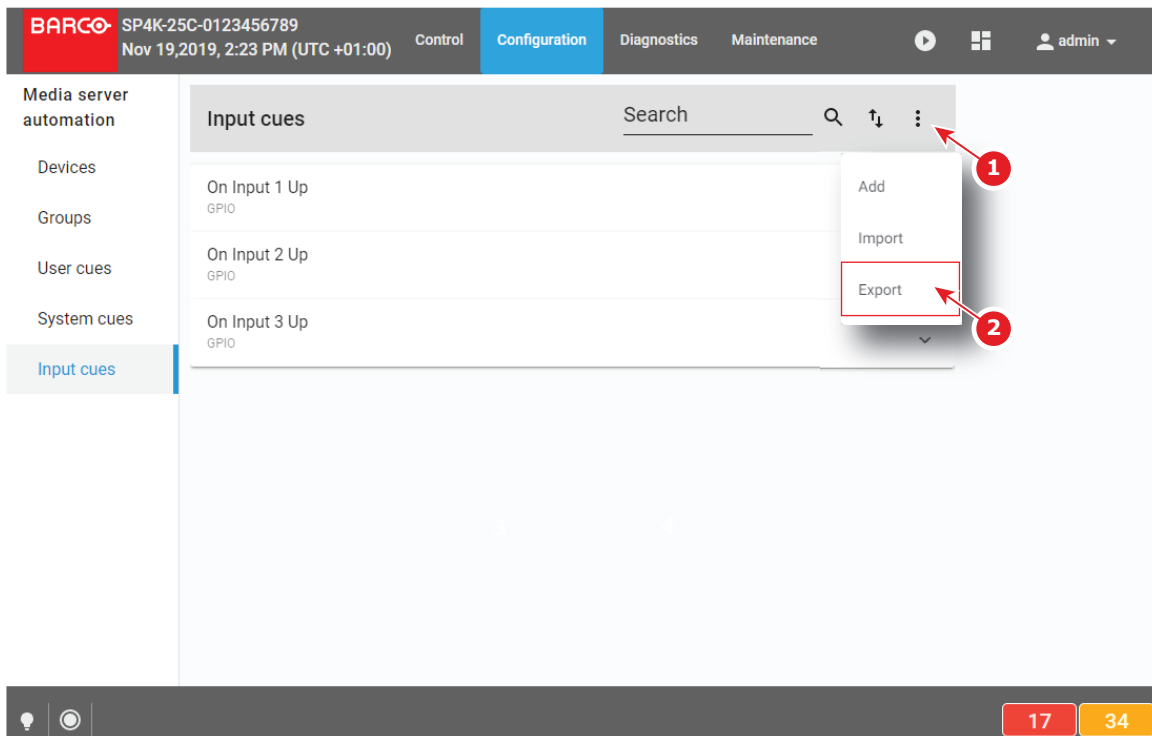 BARCO SP4K-25C-0123456789
Nov 19,2019, 2:23 PM (UTC +01:00)
Control Configuration Diagnostics Maintenance admin
Media server
automation
Devices
Groups
User cues
System cues
Input cues
Input cues Search
On Input 1 Up
GPIO
On Input 2 Up
GPIO
On Input 3 Up
GPIO
Add
Import
Export
1
2
17 34